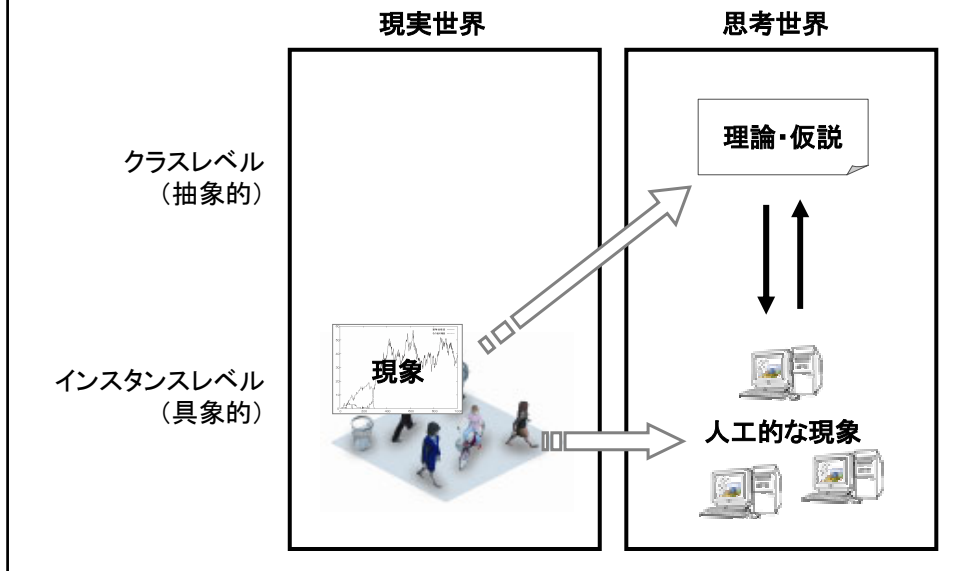 現実世界
思考世界
クラスレベル
（抽象的）
理論・仮説
現象
インスタンスレベル
（具象的）
人工的な現象